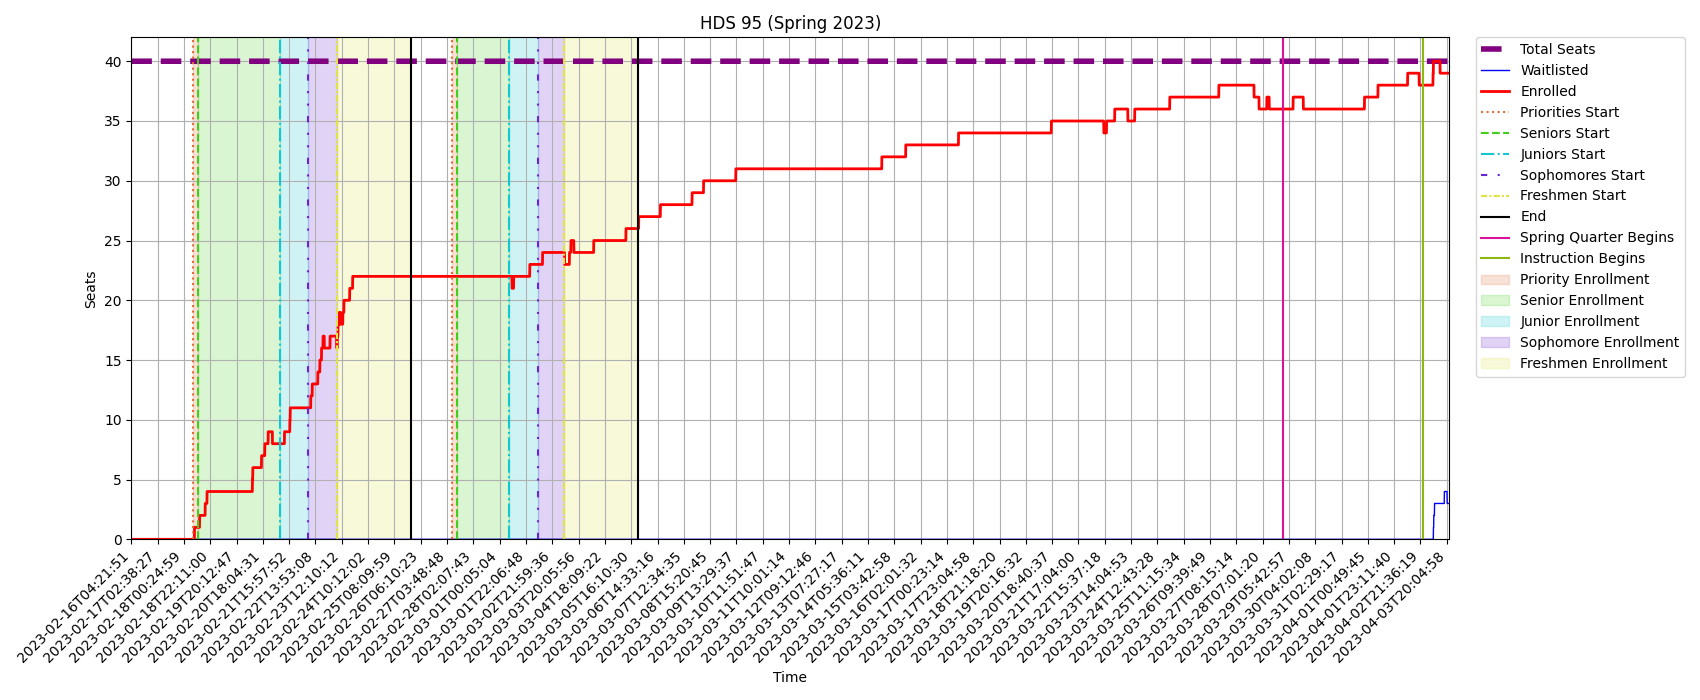 HDS 95 (Spring 2023)
Seats
40
35
30
25
20
15
10
5
0
2023-02-16T04:21:51
2023-02-17T02:38:27
2023-02-18T00:24:59
2023-02-18T22:11:00
2023-02-19T20:12:47
2023-02-20T18:04:31
2023-02-21T15:57:52
2023-02-22T13:53:08
2023-02-23T12:10:12
2023-02-24T10:12:02
2023-02-25T08:09:59
2023-02-26T06:10:23
2023-02-27T03:48:48
2023-02-28T02:07:43
2023-03-01T00:05:04
2023-03-01T22:06:48
2023-03-02T21:59:36
2023-03-03T20:05:56
2023-03-04T18:09:22
2023-03-05T16:10:30
2023-03-06T14:33:16
2023-03-07T12:34:35
2023-03-08T15:20:45
2023-03-09T13:29:37
2023-03-10T11:51:47
2023-03-11T10:01:14
2023-03-12T09:12:46
2023-03-13T07:27:17
2023-03-14T05:36:11
2023-03-15T03:42:58
2023-03-16T02:01:32
2023-03-17T00:23:14
2023-03-17T23:04:58
2023-03-18T21:18:20
2023-03-19T20:16:32
2023-03-20T18:40:37
2023-03-21T17:04:00
2023-03-22T15:37:18
2023-03-23T14:04:53
2023-03-24T12:43:28
2023-03-25T11:15:34
2023-03-26T09:39:49
2023-03-27T08:15:14
2023-03-28T07:01:20
2023-03-29T05:42:57
2023-03-30T04:02:08
2023-03-31T02:29:17
2023-04-01T00:49:45
2023-04-01T23:11:40
2023-04-02T21:36:19
2023-04-03T20:04:58
Time
Total Seats
Waitlisted
Enrolled
Priorities Start
Seniors Start
Juniors Start
Sophomores Start
Freshmen Start
End
Spring Quarter Begins
Instruction Begins
Priority Enrollment
Senior Enrollment
Junior Enrollment
Sophomore Enrollment
Freshmen Enrollment